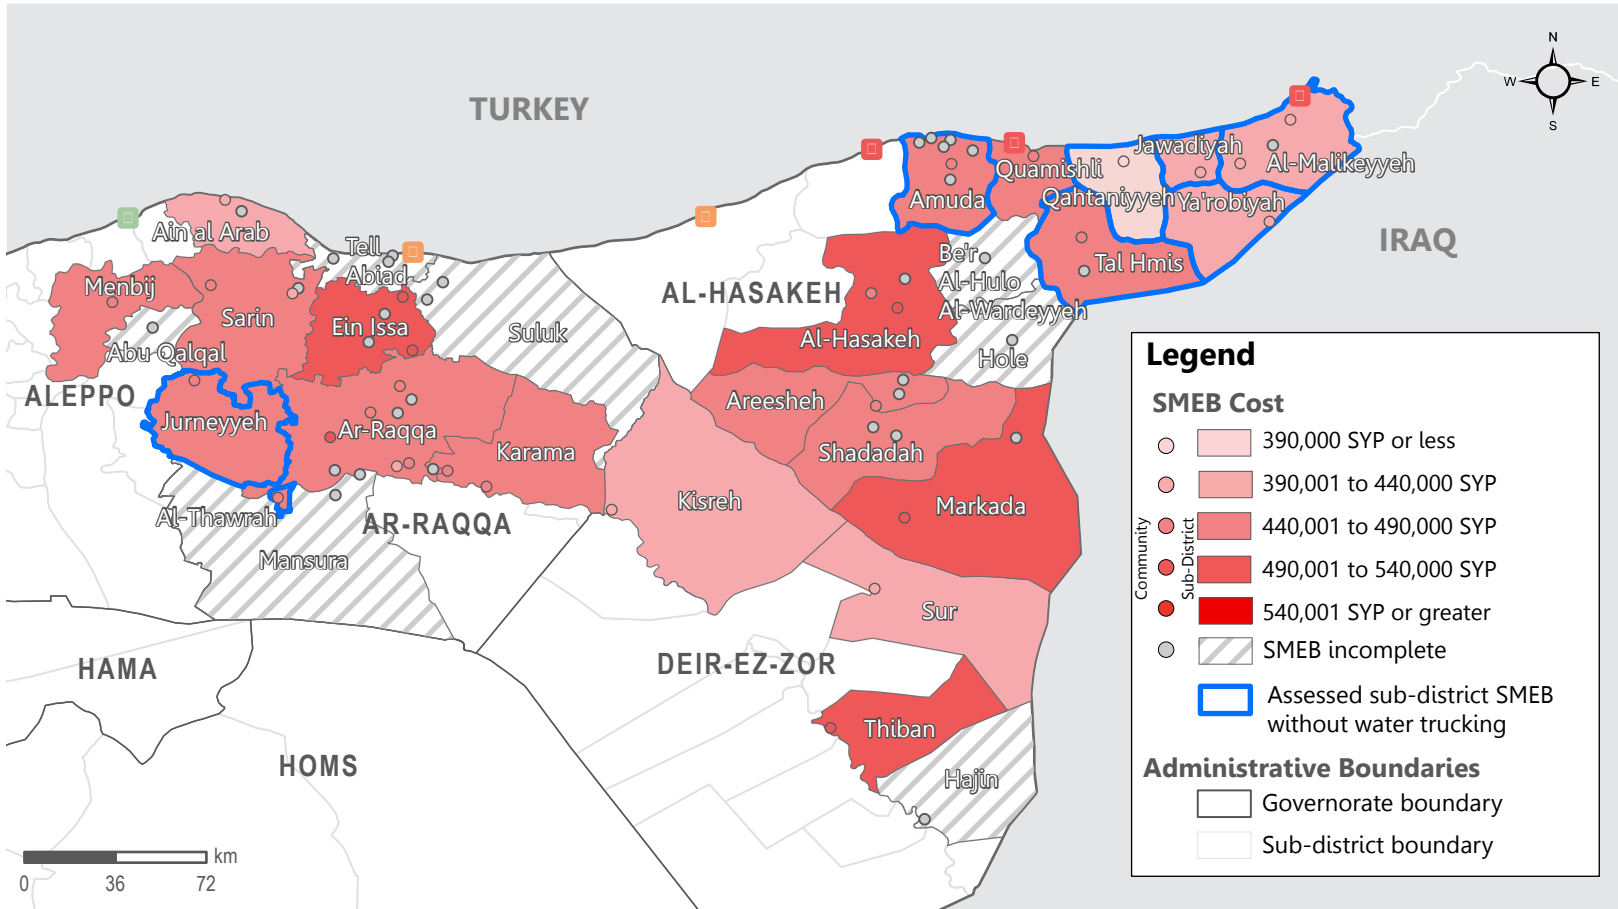 N
W
E
S
TURKEY
IRAQ
Jawadiyah
Al-Malikeyyeh
Quamishli
Qahtaniyyeh
Ya'robiyah
Amuda
Ain al Arab
Tell
Abiad
Be'r
Al-Hulo
Al-Wardeyyeh
Tal Hmis
Menbij
Sarin
Ein Issa
Suluk
AL-HASAKEH
Al-Hasakeh
Hole
Abu Qalqal
ALEPPO
Jurneyyeh
Ar-Raqqa
Karama
Areesheh
Shadadah
Kisreh
Markada
Al-Thawrah
AR-RAQQA
Mansura
Sur
HAMA
DEIR-EZ-ZOR
Thiban
HOMS
Hajin
km
0
36
72
Legend
SMEB Cost
Community
Sub-District
390,000 SYP or less
390,001 to 440,000 SYP
440,001 to 490,000 SYP
490,001 to 540,000 SYP
540,001 SYP or greater
SMEB incomplete
Assessed sub-district SMEB
without water trucking
Administrative Boundaries
Governorate boundary
Sub-district boundary